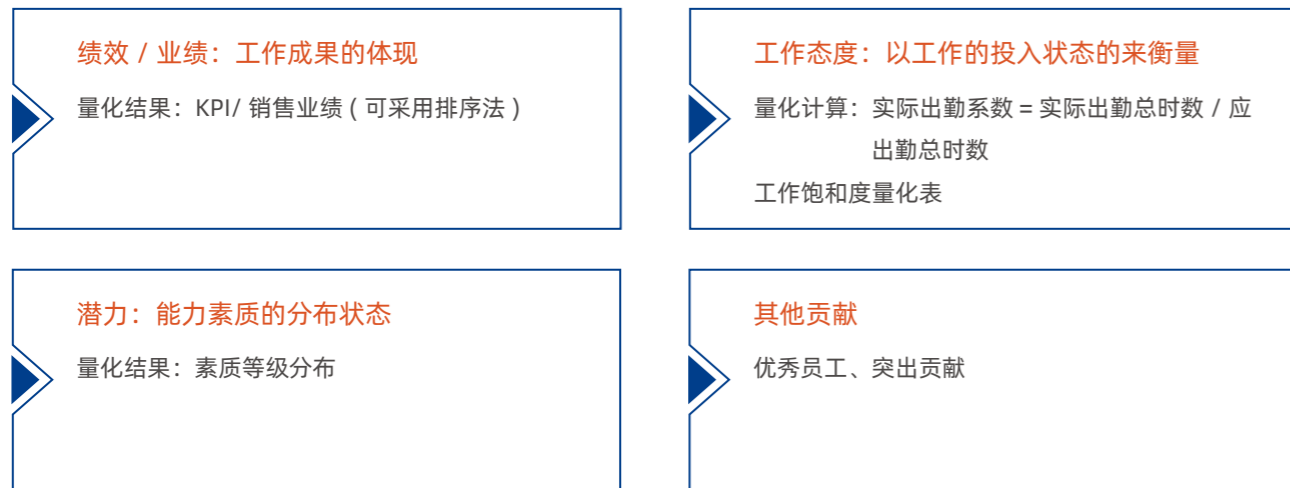 绩效 / 业绩：工作成果的体现
量化结果：KPI/ 销售业绩 ( 可采用排序法 )
工作态度：以工作的投入状态的来衡量
量化计算：实际出勤系数 = 实际出勤总时数 / 应
出勤总时数
工作饱和度量化表
潜力：能力素质的分布状态
量化结果：素质等级分布
其他贡献
优秀员工、突出贡献